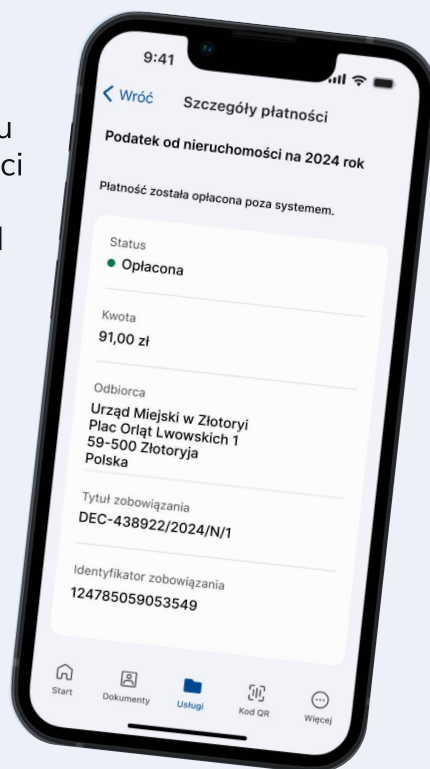 u
ci
9:41
Wróć
Szczegóły płatności
Podatek od nieruchomości na 2024 rok
Płatność została opłacona poza systemem.
Status
Opłacona
Kwota
91,00 zł
Odbiorca
Urząd Miejski w Złotoryi
Plac Orląt Lwowskich 1
59-500 Złotoryja
Polska
Tytuł zobowiązania
DEC-438922/2024/N/1
Identyfikator zobowiązania
124785059053549
Start
Dokumenty
Usługi
Kod QR
Więcej